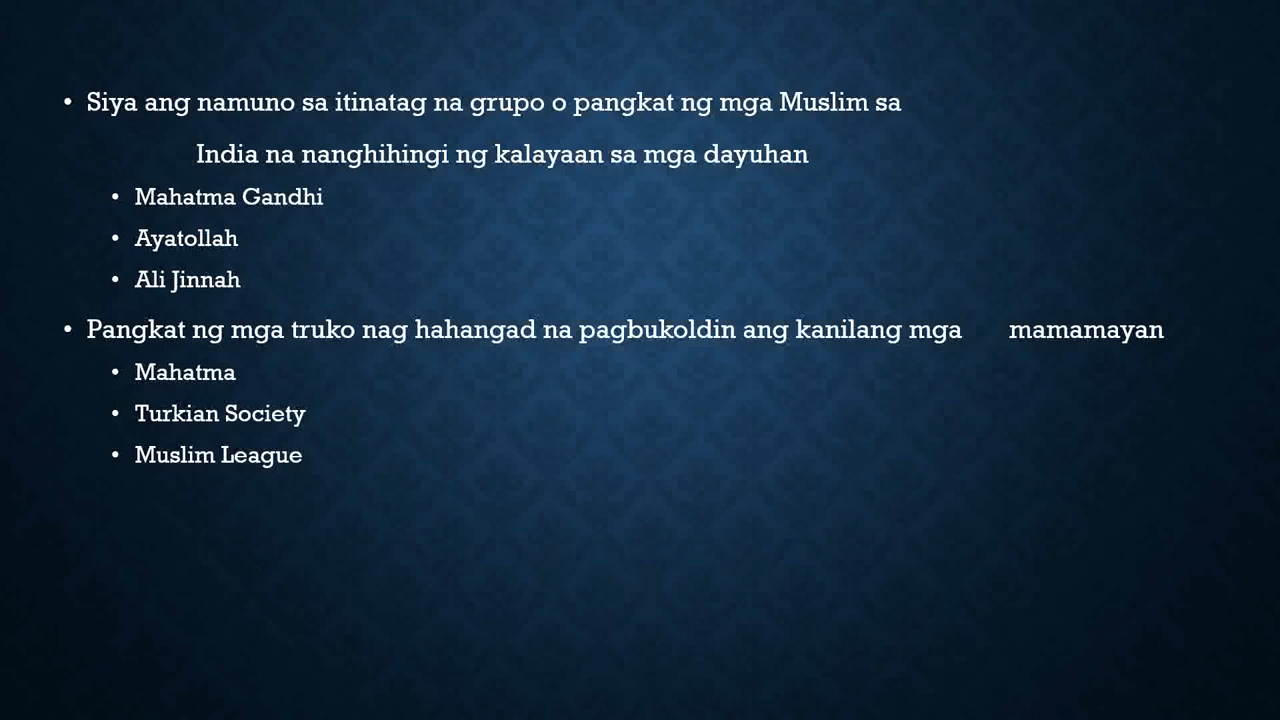 • Siya ang namuno sa itinatag na grupo o pangkat ng mga Muslim sa
India na nanghihingi ng kalayaan sa mga dayuhan
• Mahatma Gandhi
• Ayatollah
• Ali Jinnah
• Pangkat ng mga truko nag hahangad na pagbukoldin ang kanilang mga mamamayan
• Mahatma
• Turkian Society
• Muslim League